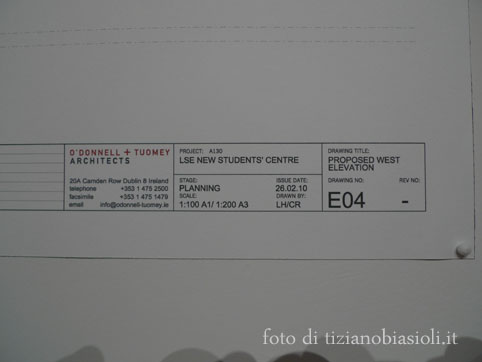 O'DONNELL + TUOMEY
ARCHITECTS
20A Camden Row Dublin 8 Ireland
telephone +353 1 475 2500
facsimile +353 1 475 1479
email info@odonnell-tuomey.ie
PROJECT: A130
LSE NEW STUDENTS' CENTRE
STAGE: ISSUE DATE:
PLANNING 26.02.10
SCALE: DRAWN BY:
1:100 A1/ 1:200 A3 LH/CR
DRAWING TITLE:
PROPOSED WEST
ELEVATION
DRAWING NO: REV NO:
E04 -
foto di tizianobiasioli.it